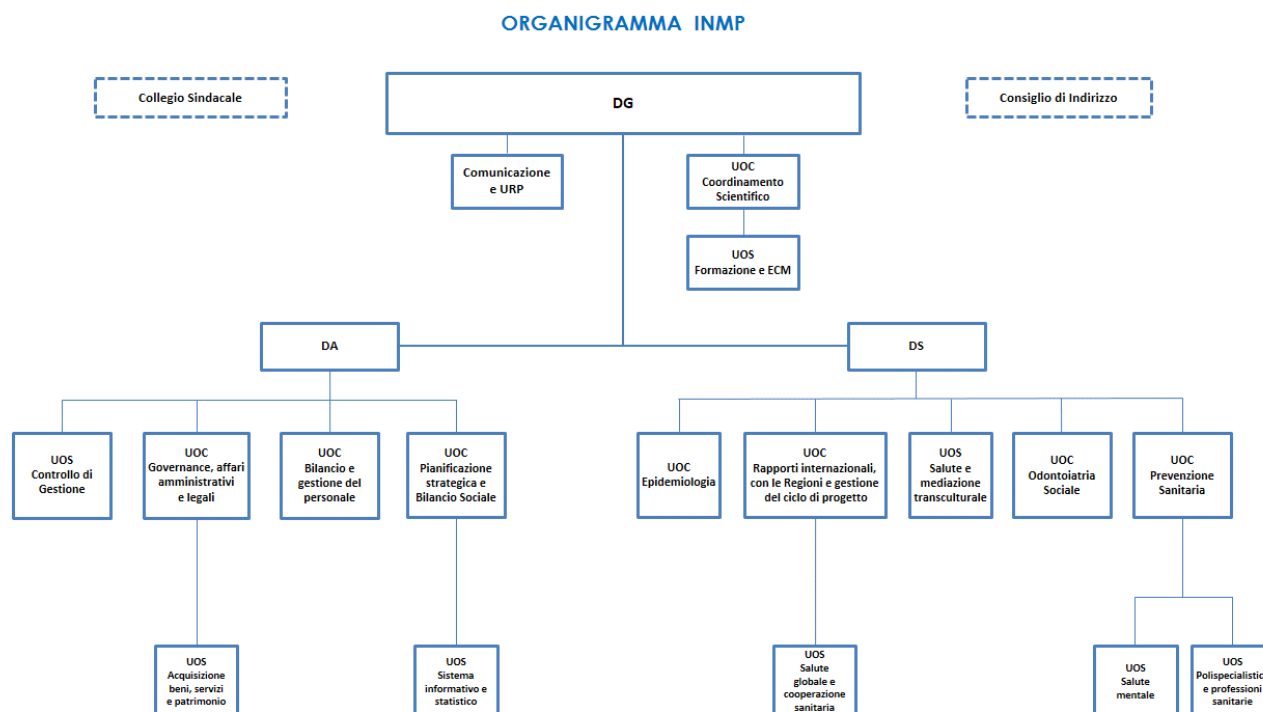 ORGANIGRAMMA INMP
Collegio Sindacale
DG
Consiglio di Indirizzo
Comunicazione
e URP
UOC
Coordinamento
Scientifico
UOS
Formazione e ECM
DA
DS
UOS
Controllo di
Gestione
UOC
Governance, affari
amministrativi
e legali
UOC
Bilancio e
gestione del
personale
UOC
Pianificazione
strategica e
Bilancio Sociale
UOC
Epidemiologia
UOC
Rapporti internazionali,
con le Regioni e gestione
del ciclo di progetto
UOS
Salute e
mediazione
transculturale
UOC
Odontoiatria
Sociale
UOC
Prevenzione
Sanitaria
UOS
Acquisizione
beni, servizi
e patrimonio
UOS
Sistema
informativo e
statistico
UOS
Salute
globale e
cooperazione
sanitaria
UOS
Salute
mentale
UOS
Polispecialistic
e professioni
sanitarie